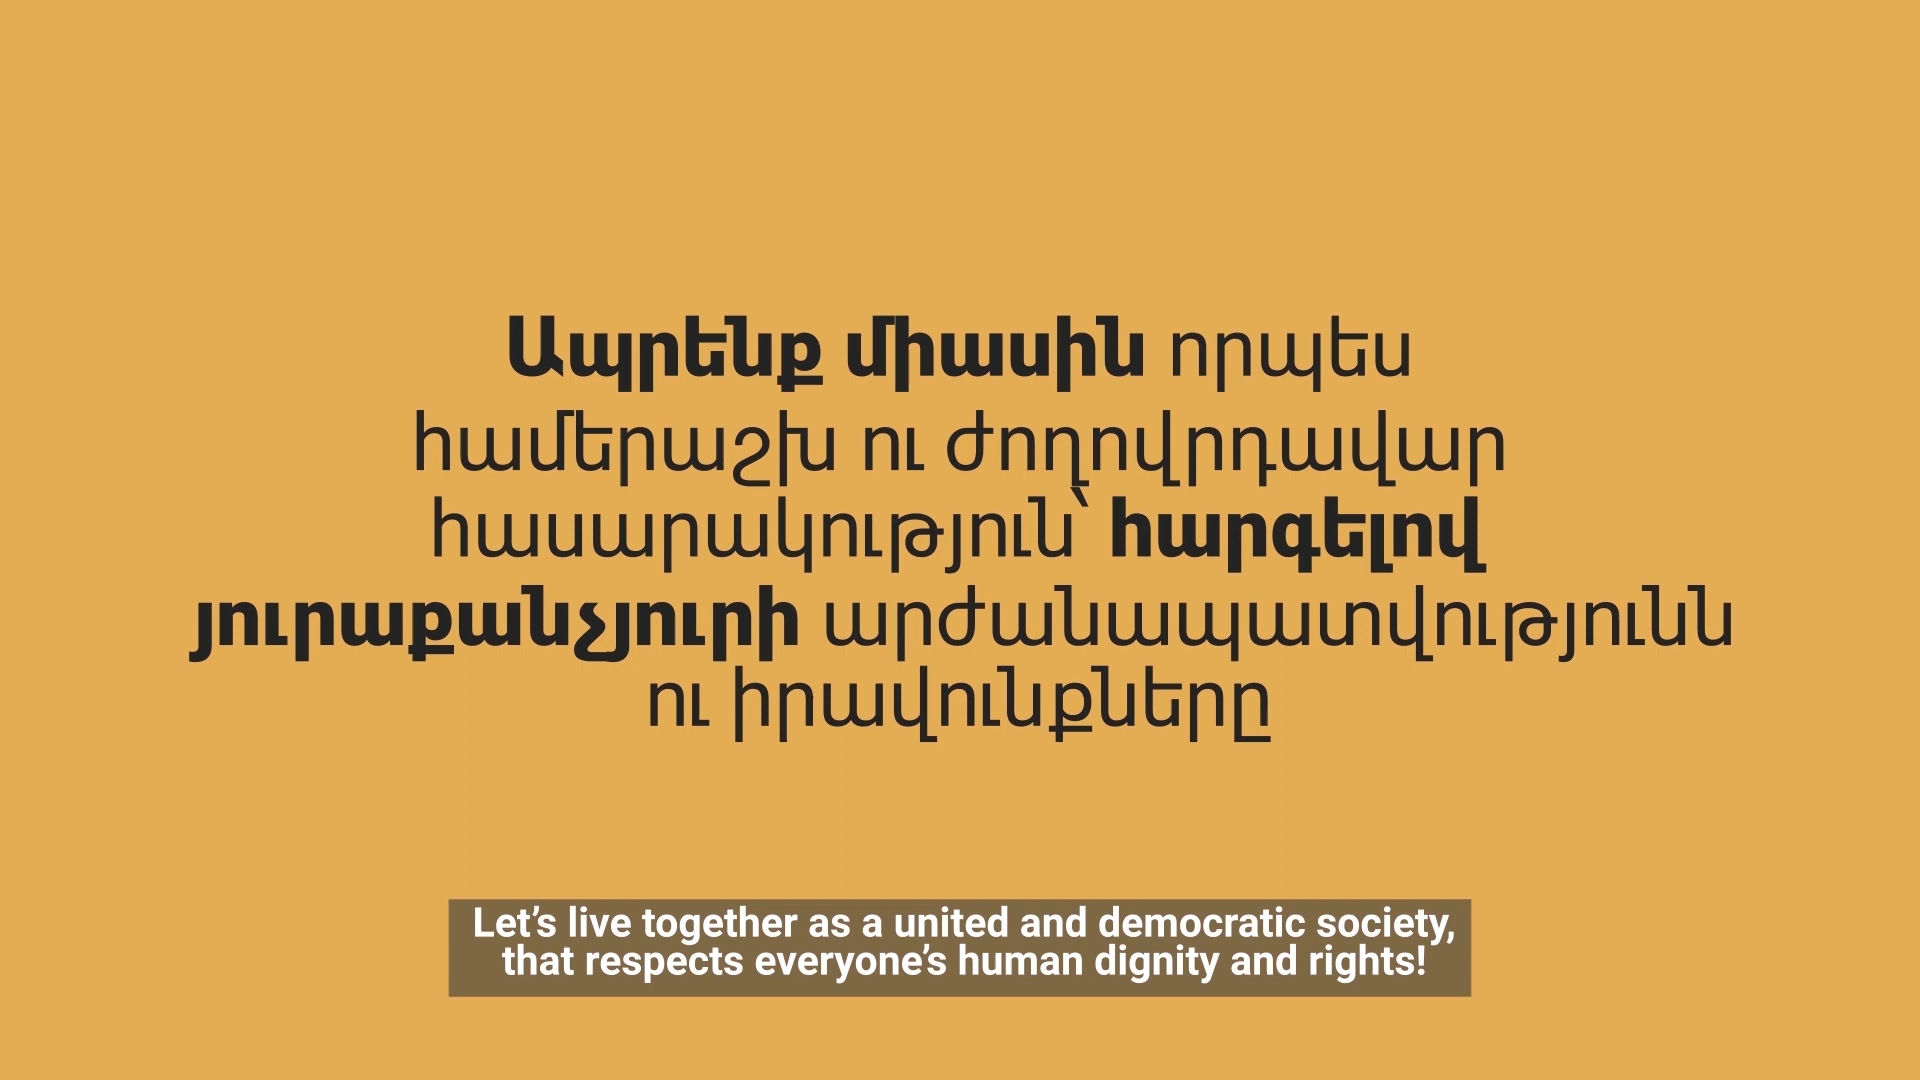 Ապրենք միասին որպես
համերաշխ ու ժողովրդավար
հասարակություն՝ հարգելով
յուրաքանչյուրի արժանապատվությունն
ու իրավունքները
Let’s live together as a united and democratic society,
that respects everyone’s human dignity and rights!